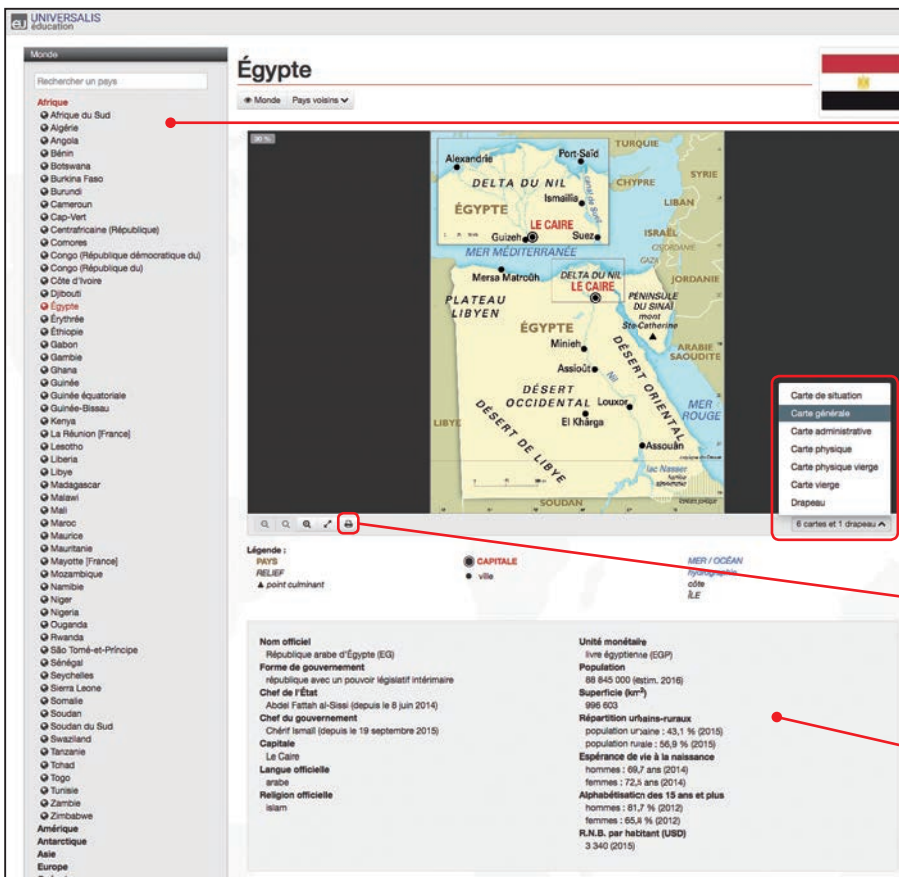 UNIVERSALIS
éducation
Monde
Rechercher un pays
Afrique
Afrique du Sud
Algérie
Angola
Bénin
Botswana
Burkina Faso
Burundi
Cameroun
Cap-Vert
Centrafricaine (République)
Comores
Congo (République démocratique du)
Congo (République du)
Côte d'Ivoire
Djibouti
Égypte
Érythrée
Éthiopie
Gabon
Gambie
Ghana
Guinée
Guinée équatoriale
Guinée-Bissau
Kenya
La Réunion [France]
Lesotho
Liberia
Libye
Madagascar
Malawi
Mali
Maroc
Maurice
Mauritanie
Mayotte [France]
Mozambique
Namibie
Niger
Nigeria
Ouganda
Rwanda
São Tomé-et-Príncipe
Sénégal
Seychelles
Sierra Leone
Somalie
Soudan
Soudan du Sud
Swaziland
Tanzanie
Tchad
Togo
Tunisie
Zambie
Zimbabwe
Amérique
Antarctique
Asie
Europe
Égypte
Monde Pays voisins
30 %
TURQUIE
Alexandrie
Port-Saïd
DELTA DU NIL
CHYPRE
SYRIE
Ismaïlia
canal de Suez
LIBAN
ÉGYPTE
LE CAIRE
Guizeh
Suez
ISRAËL
CISJORDANIE
MER MÉDITERRANÉE
GAZA
Mersa Matroûh
DELTA DU NIL
JORDANIE
LE CAIRE
PLATEAU
LIBYEN
PÉNINSULE
DU SINAÏ
mont
Ste-Catherine
ÉGYPTE
Minieh
ARABIE
SAOUDITE
Assioût
Nil
DÉSERT ORIENTAL
DÉSERT
OCCIDENTAL
Louxor
MER
ROUGE
LIBYE
El Khârga
DÉSERT DE LIBYE
Assouân
lac Nasser
SOUDAN
Carte de situation
Carte générale
Carte administrative
Carte physique
Carte physique vierge
Carte vierge
Drapeau
6 cartes et 1 drapeau
Légende :
PAYS
RELIEF
point culminant
CAPITALE
ville
MER / OCÉAN
hydrographie
côte
ÎLE
Nom officiel
République arabe d'Égypte (EG)
Forme de gouvernement
république avec un pouvoir législatif intérimaire
Chef de l'État
Abdel Fattah al-Sissi (depuis le 8 juin 2014)
Chef du gouvernement
Chérif Ismaïl (depuis le 19 septembre 2015)
Capitale
Le Caire
Langue officielle
arabe
Religion officielle
islam
Unité monétaire
livre égyptienne (EGP)
Population
88 845 000 (estim. 2016)
Superficie (km²)
996 603
Répartition urbains-ruraux
population urbaine : 43,1 % (2015)
population rurale : 56,9 % (2015)
Espérance de vie à la naissance
hommes : 69,7 ans (2014)
femmes : 72,5 ans (2014)
Alphabétisation des 15 ans et plus
hommes : 81,7 % (2012)
femmes : 65,8 % (2012)
R.N.B. par habitant (USD)
3 340 (2015)